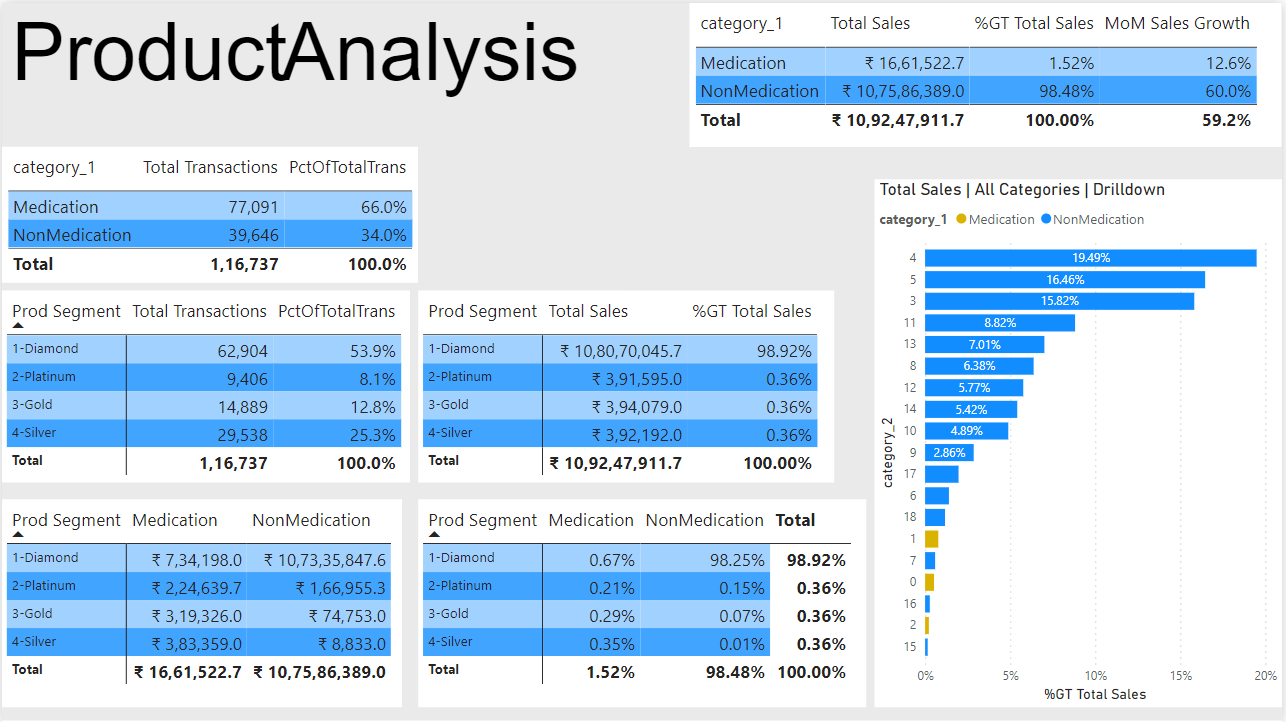 ProductAnalysis
category_1 Total Sales %GT Total Sales MoM Sales Growth
Medication ₹ 16,61,522.7 1.52% 12.6%
NonMedication ₹ 10,75,86,389.0 98.48% 60.0%
Total ₹ 10,92,47,911.7 100.00% 59.2%
category_1 Total Transactions PctOfTotalTrans
Medication 77,091 66.0%
NonMedication 39,646 34.0%
Total 1,16,737 100.0%
Prod Segment Total Transactions PctOfTotalTrans
1-Diamond 62,904 53.9%
2-Platinum 9,406 8.1%
3-Gold 14,889 12.8%
4-Silver 29,538 25.3%
Total 1,16,737 100.0%
Prod Segment Total Sales %GT Total Sales
1-Diamond ₹ 10,80,70,045.7 98.92%
2-Platinum ₹ 3,91,595.0 0.36%
3-Gold ₹ 3,94,079.0 0.36%
4-Silver ₹ 3,92,192.0 0.36%
Total ₹ 10,92,47,911.7 100.00%
Prod Segment Medication NonMedication
1-Diamond ₹ 7,34,198.0 ₹ 10,73,35,847.6
2-Platinum ₹ 2,24,639.7 ₹ 1,66,955.3
3-Gold ₹ 3,19,326.0 ₹ 74,753.0
4-Silver ₹ 3,83,359.0 ₹ 8,833.0
Total ₹ 16,61,522.7 ₹ 10,75,86,389.0
Prod Segment Medication NonMedication Total
1-Diamond 0.67% 98.25% 98.92%
2-Platinum 0.21% 0.15% 0.36%
3-Gold 0.29% 0.07% 0.36%
4-Silver 0.35% 0.01% 0.36%
Total 1.52% 98.48% 100.00%
Total Sales | All Categories | Drilldown
category_1 Medication NonMedication
category_2
4 19.49%
5 16.46%
3 15.82%
11 8.82%
13 7.01%
8 6.38%
12 5.77%
14 5.42%
10 4.89%
9 2.86%
17
6
18
1
7
0
16
2
15
0% 5% 10% 15% 20%
%GT Total Sales